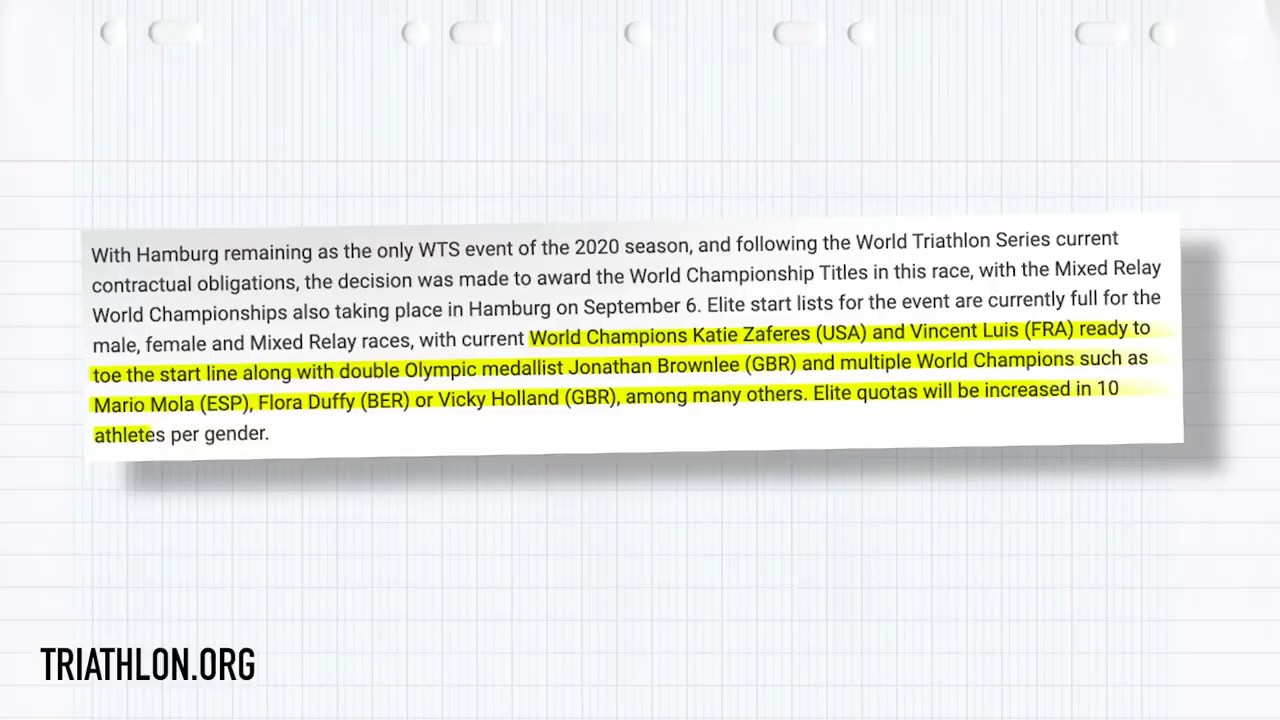 With Hamburg remaining as the only WTS event of the 2020 season, and following the World Triathlon Series current
contractual obligations, the decision was made to award the World Championship Titles in this race, with the Mixed Relay
World Championships also taking place in Hamburg on September 6. Elite start lists for the event are currently full for the
male, female and Mixed Relay races, with current World Champions Katie Zaferes (USA) and Vincent Luis (FRA) ready to
toe the start line along with double Olympic medallist Jonathan Brownlee (GBR) and multiple World Champions such as
Mario Mola (ESP), Flora Duffy (BER) or Vicky Holland (GBR), among many others. Elite quotas will be increased in 10
athletes per gender.
TRIATHLON.ORG